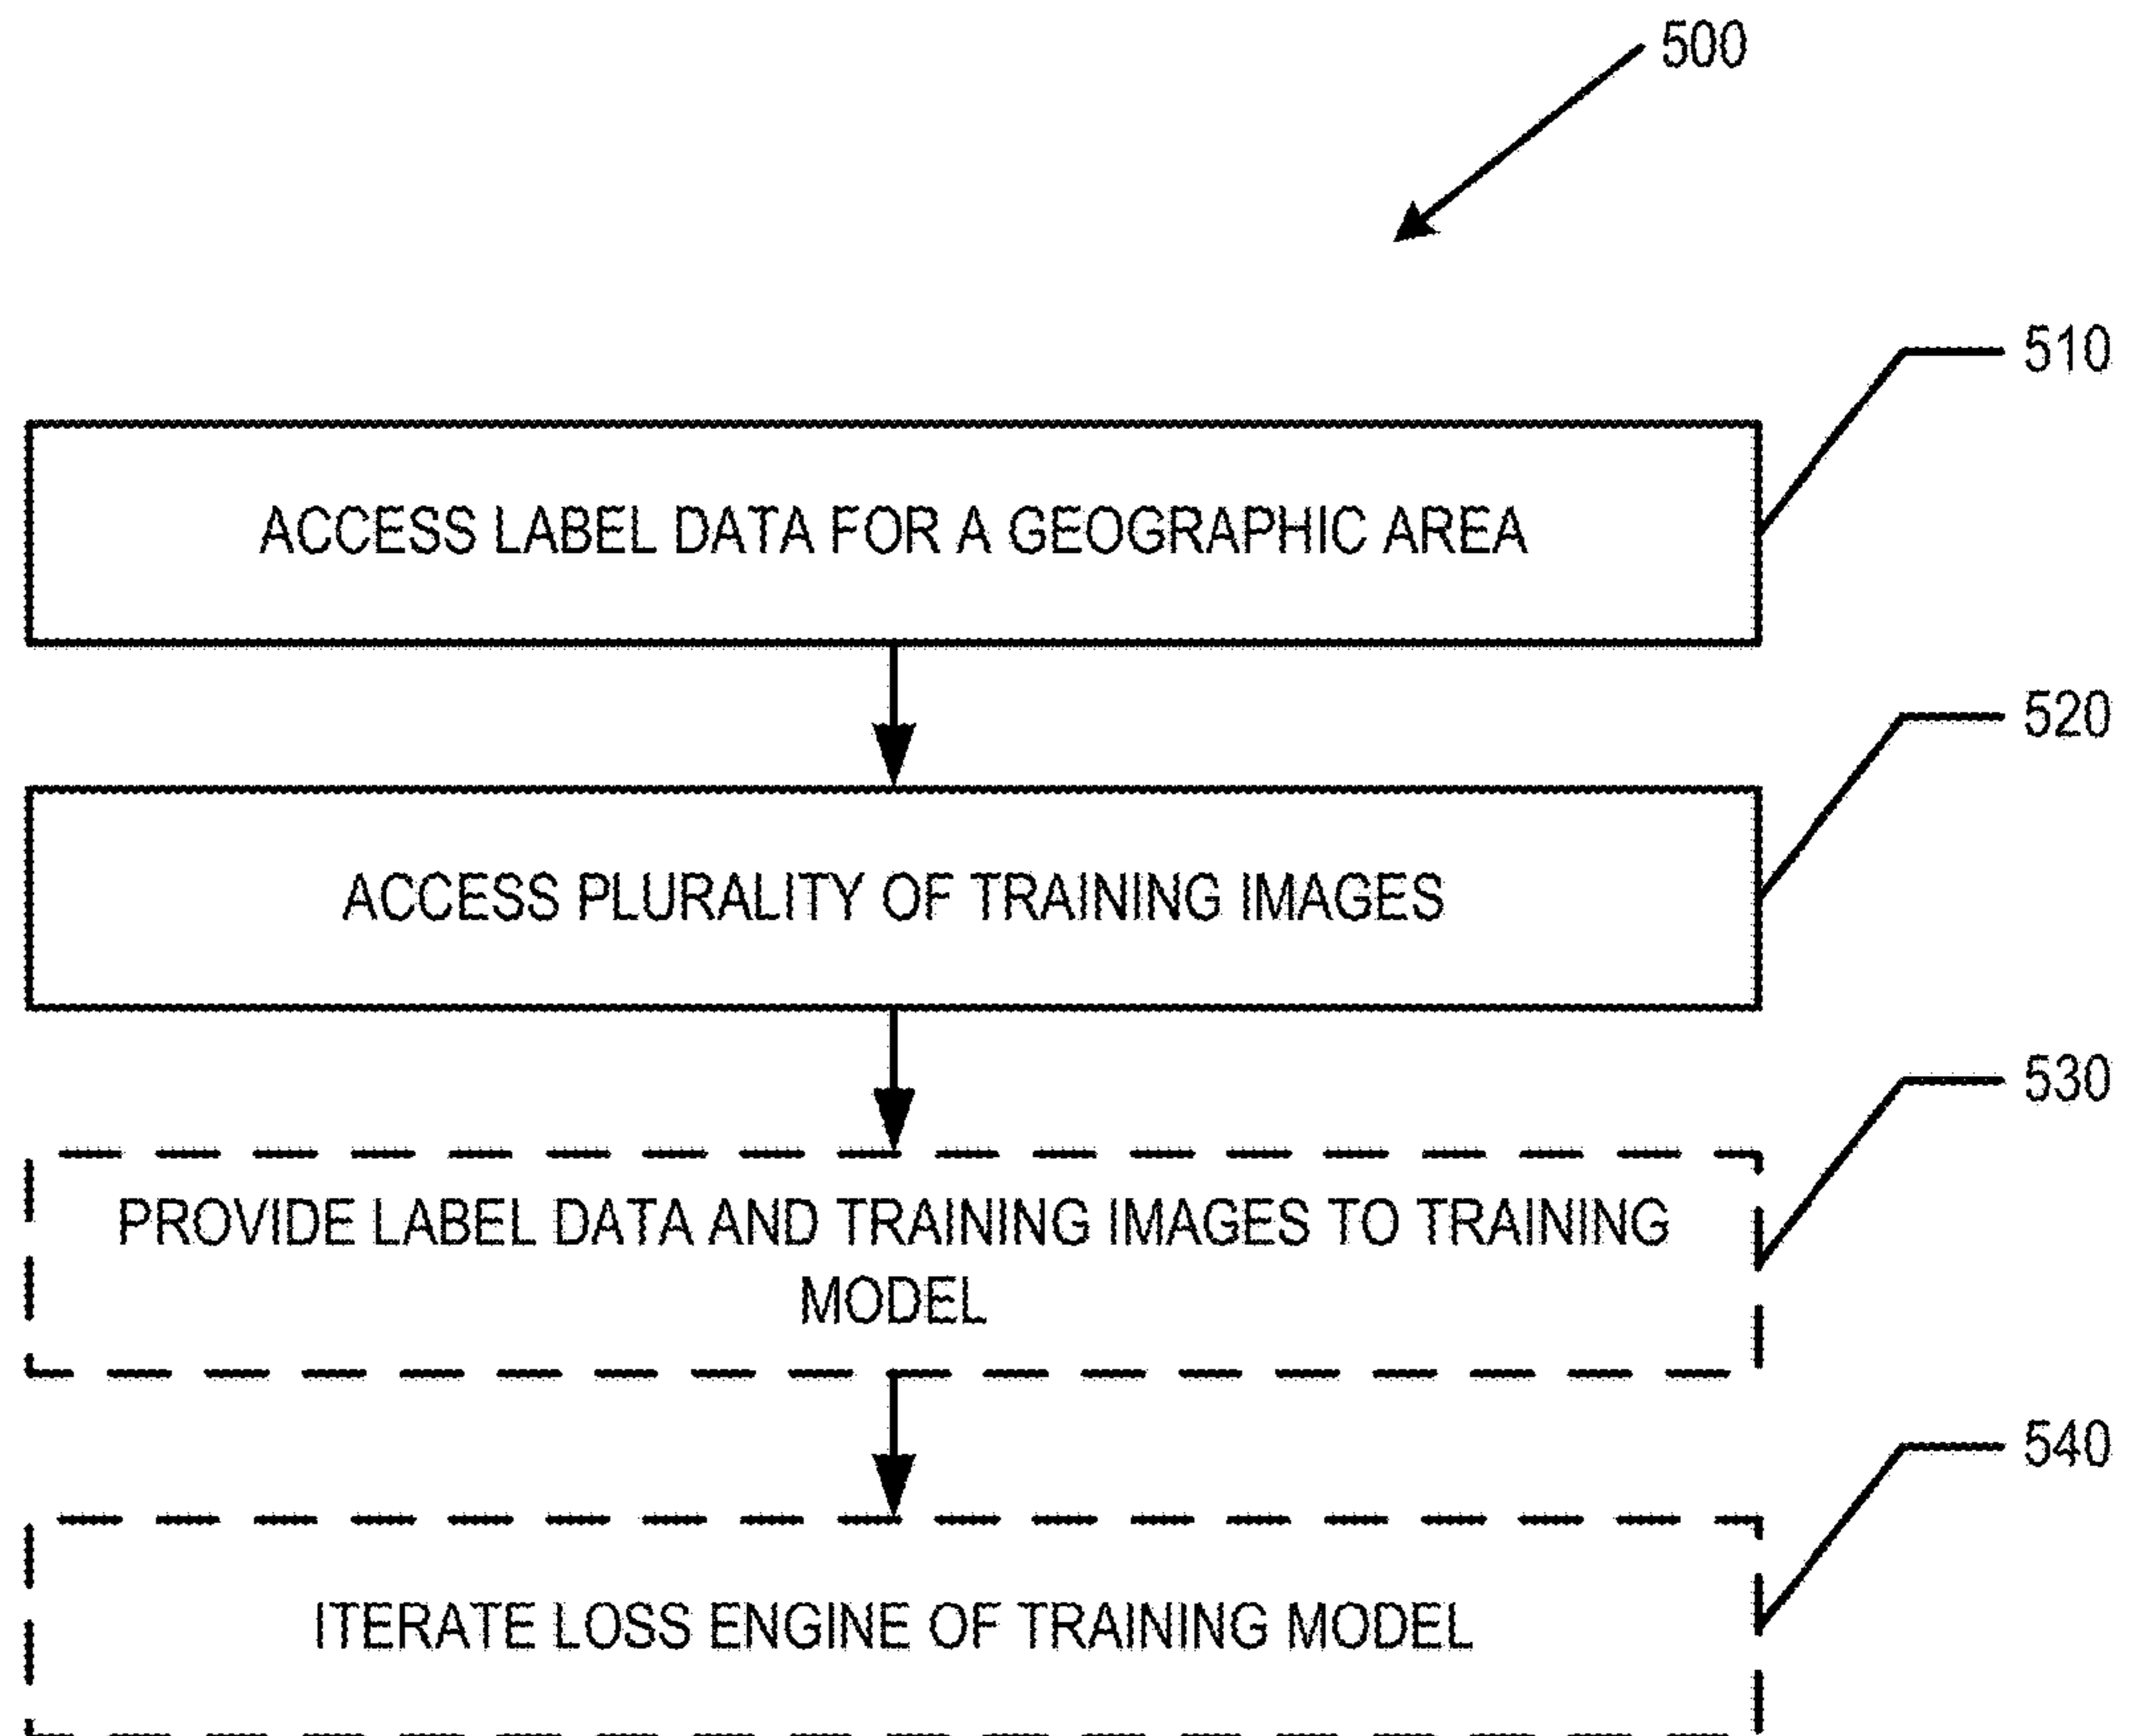 500
510
ACCESS LABEL DATA FOR A GEOGRAPHIC AREA
520
ACCESS PLURALITY OF TRAINING IMAGES
530
PROVIDE LABEL DATA AND TRAINING IMAGES TO TRAINING
MODEL
540
ITERATE LOSS ENGINE OF TRAINING MODEL